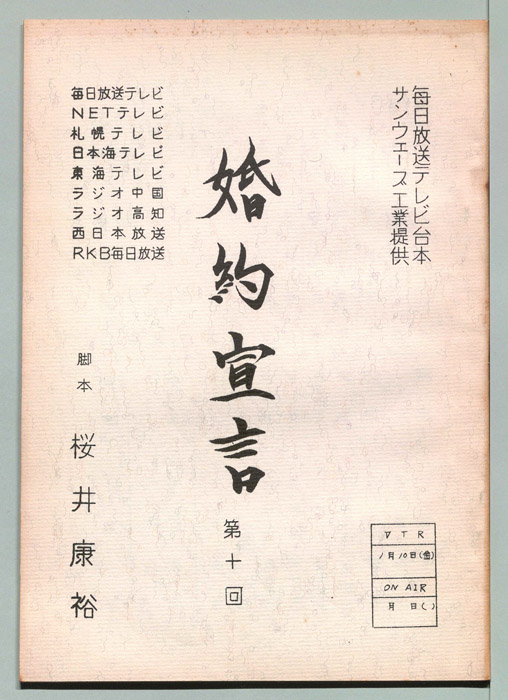 毎日放送テレビ台本
サンウェーブ工業提供
婚約宣言
第十回
毎日放送テレビ
NETテレビ
札幌テレビ
日本海テレビ
東海テレビ
ラジオ中国
ラジオ高知
西日本放送
RKB毎日放送
脚本
桜井康裕
VTR
1月10日(金)
ON AIR
月 日( )